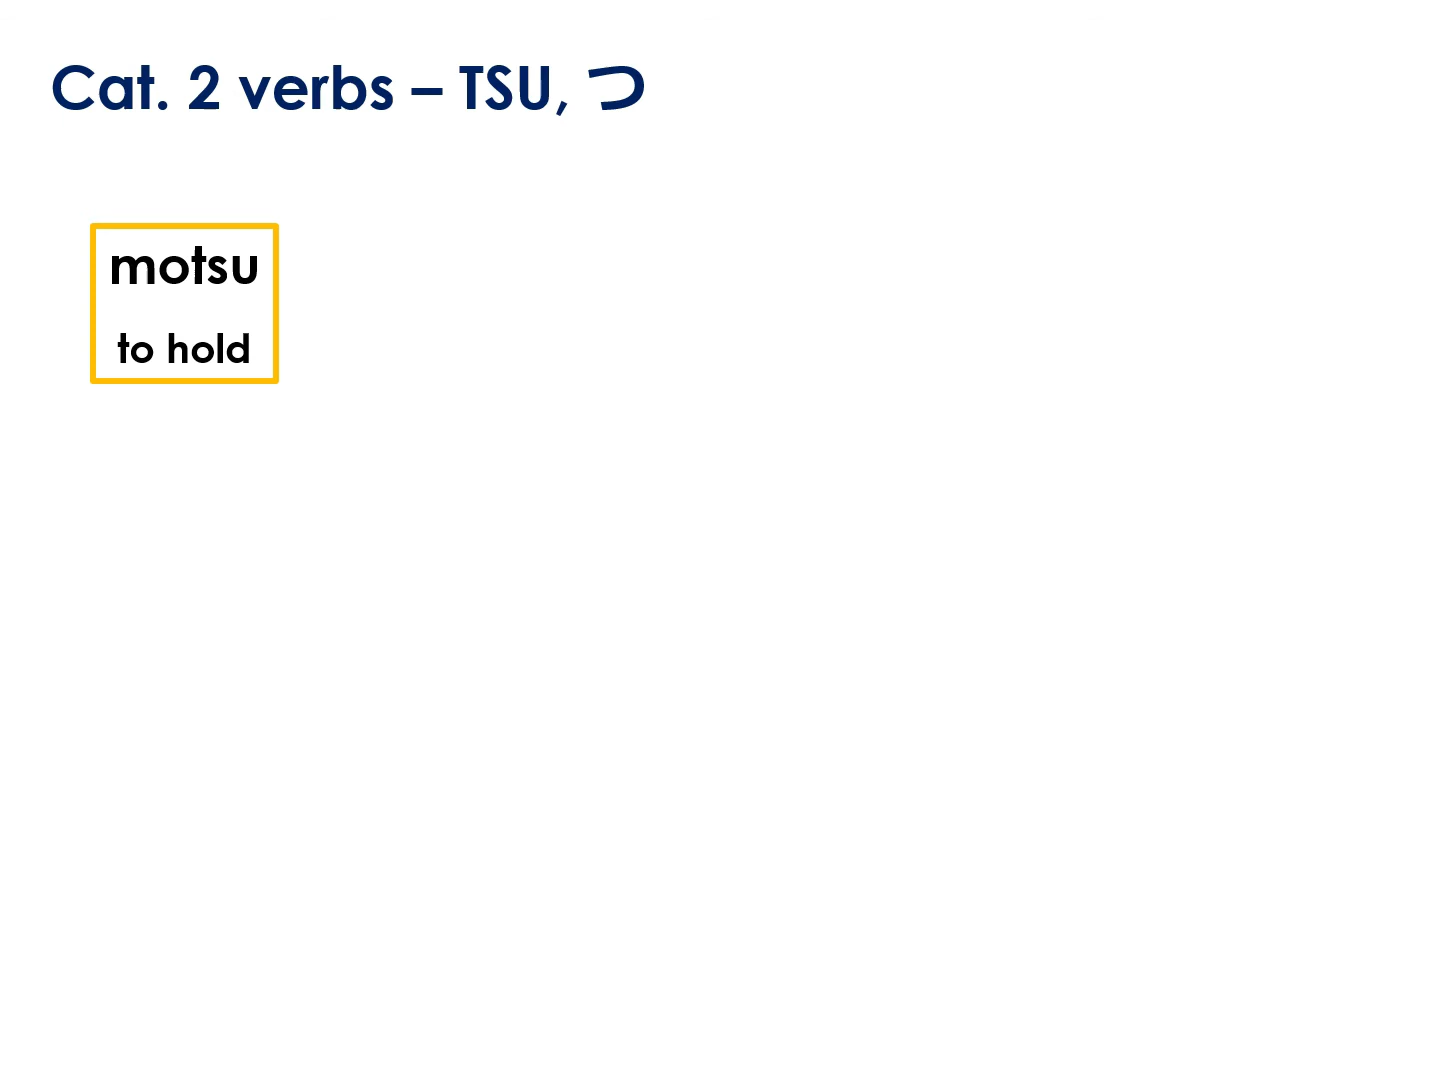 Cat. 2 verbs – TSU, つ
motsu
to hold